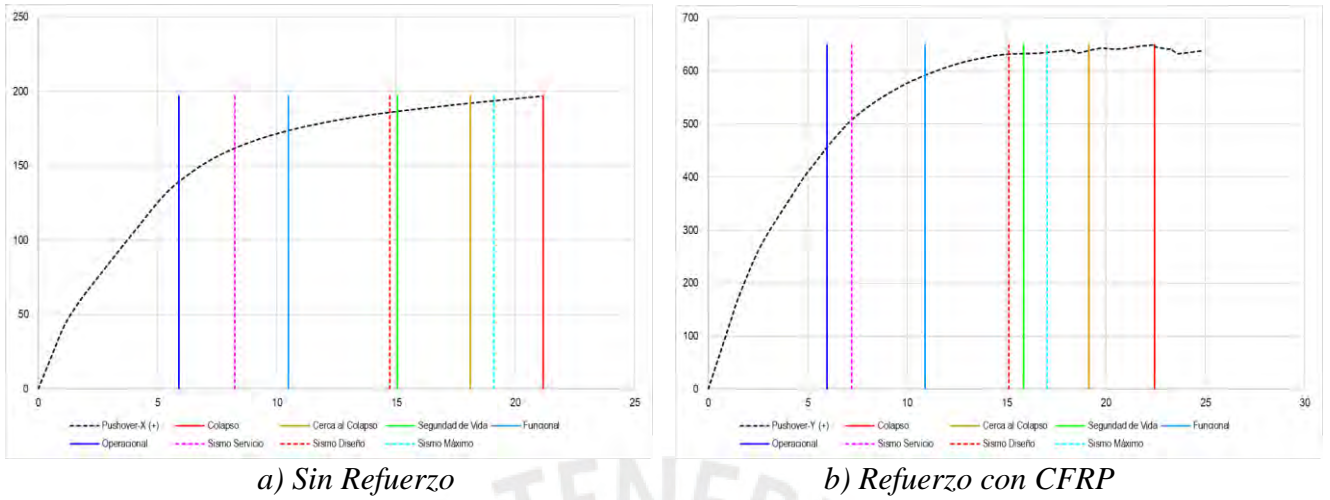 250
200
150
100
50
0
0 5 10 15 20 25
Pushover-X (+) Colapso Cerca al Colapso Seguridad de Vida Funcional
Operacional Sismo Servicio Sismo Diseño Sismo Máximo
a) Sin Refuerzo
700
600
500
400
300
200
100
0
0 5 10 15 20 25 30
Pushover-Y (+) Colapso Cerca al Colapso Seguridad de Vida Funcional
Operacional Sismo Servicio Sismo Diseño Sismo Máximo
b) Refuerzo con CFRP
TENE